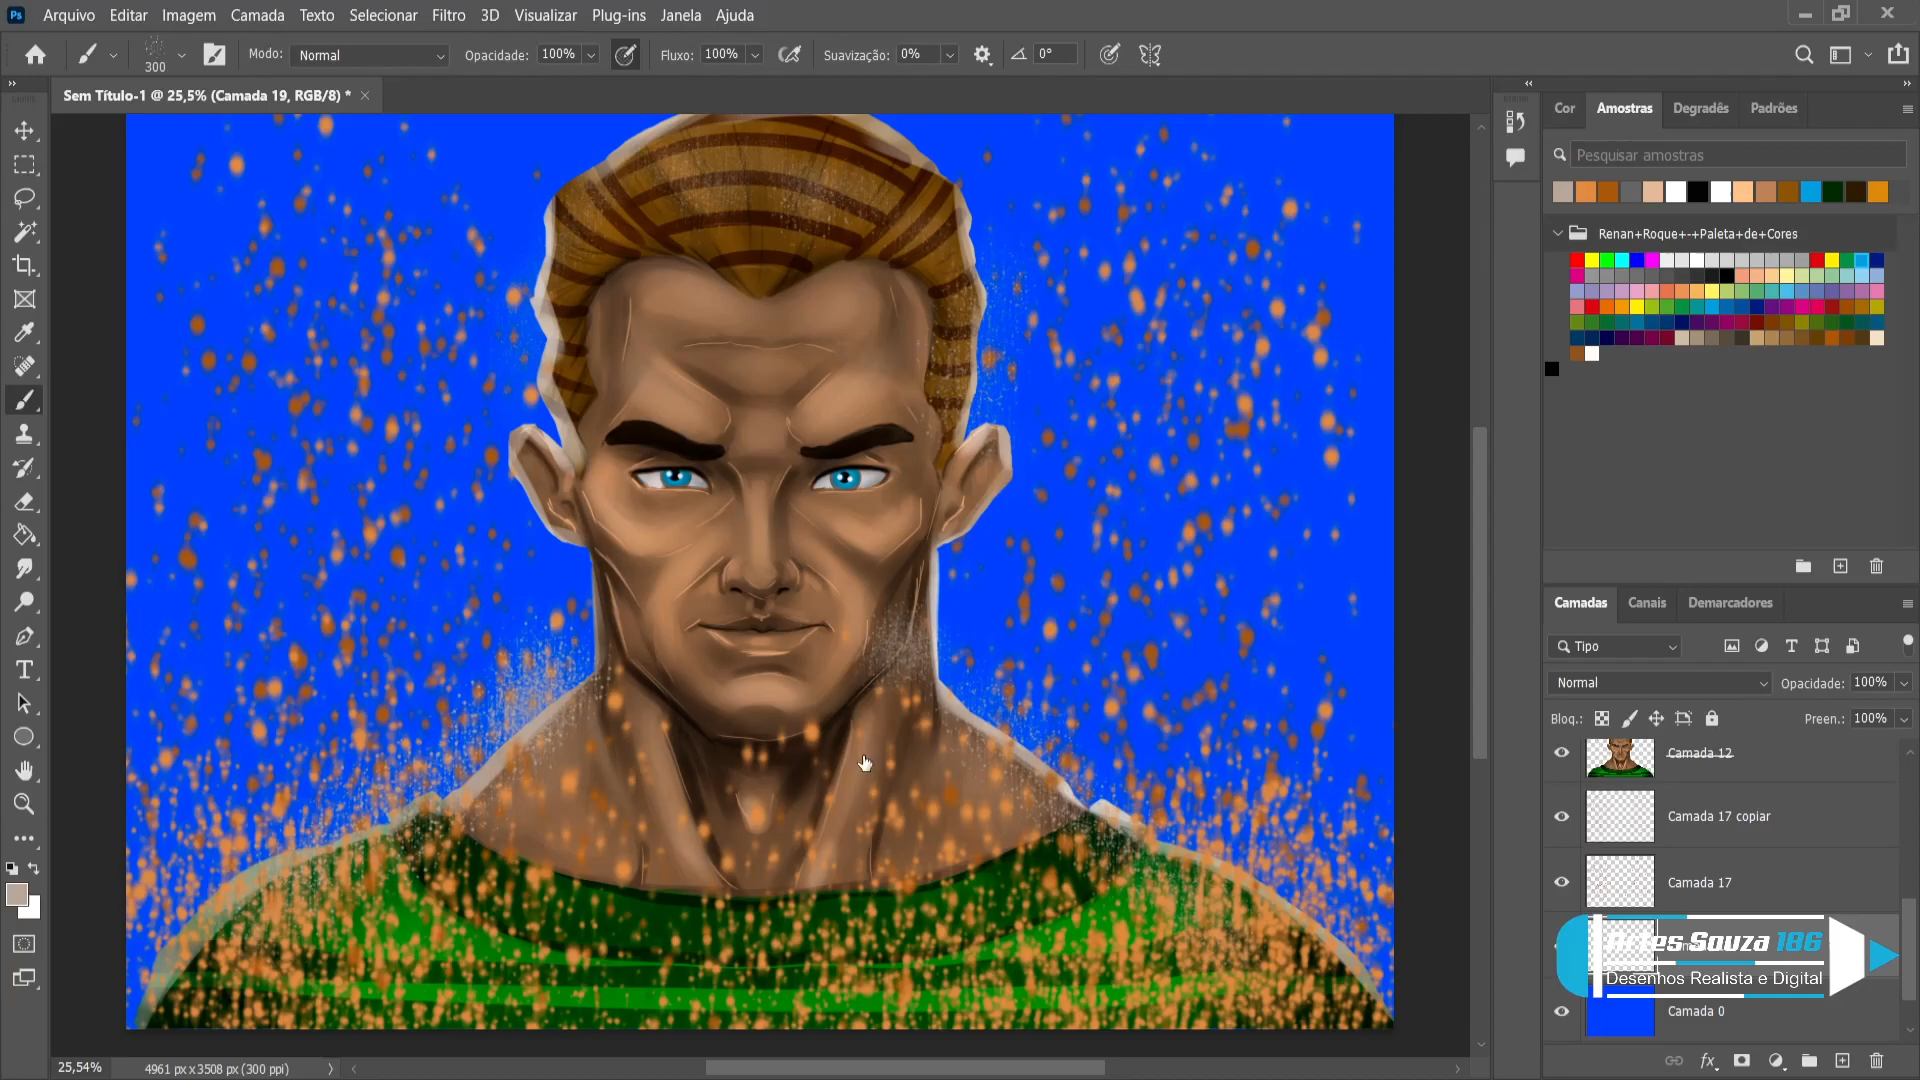 Ps Arquivo Editar Imagem Camada Texto Selecionar Filtro 3D Visualizar Plug-ins Janela Ajuda
300 Modo: Normal Opacidade: 100% Fluxo: 100% Suavização: 0% 0°
Sem Título-1 @ 25,5% (Camada 19, RGB/8) *
Cor Amostras Degradês Padrões
Pesquisar amostras
Renan+Roque+-+Paleta+de+Cores
Camadas Canais Demarcadores
Tipo
Normal Opacidade: 100%
Bloq.: Preen.: 100%
Camada 12
Camada 17 copiar
Camada 17
Artes Souza 186
Desenhos Realista e Digital
Camada 0
fx
25,54% 4961 px x 3508 px (300 ppi)